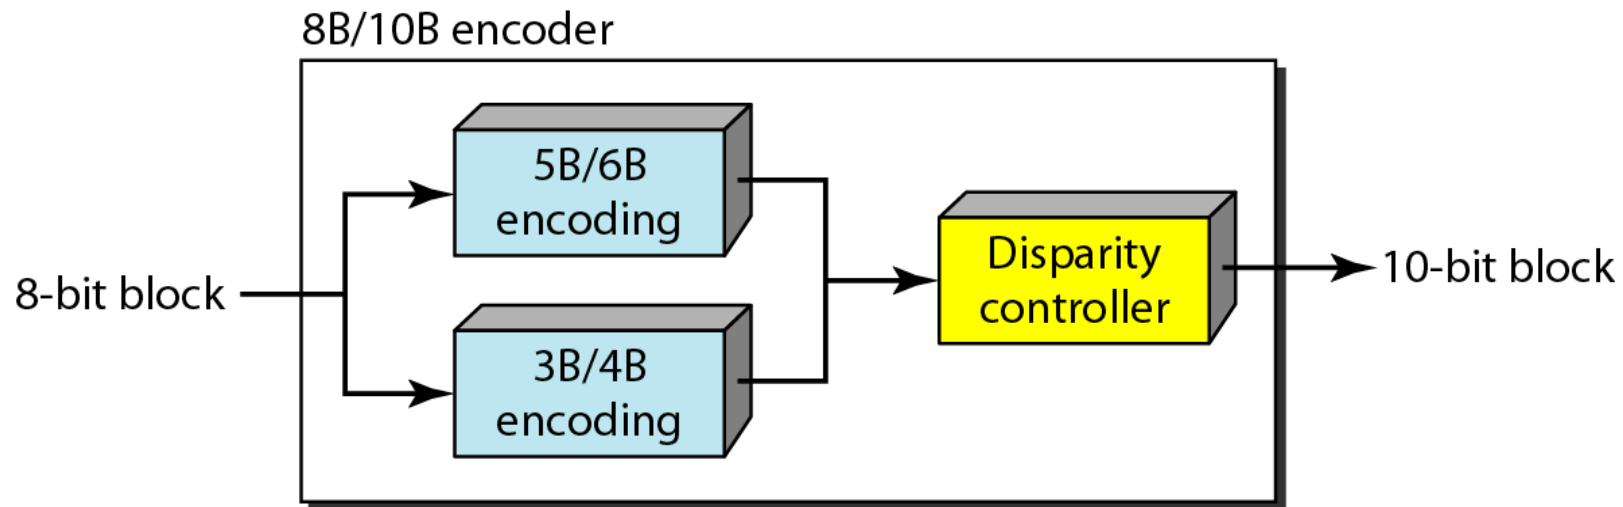 8B/10B encoder
5B/6B
encoding
8-bit block
3B/4B
encoding
Disparity
controller
10-bit block